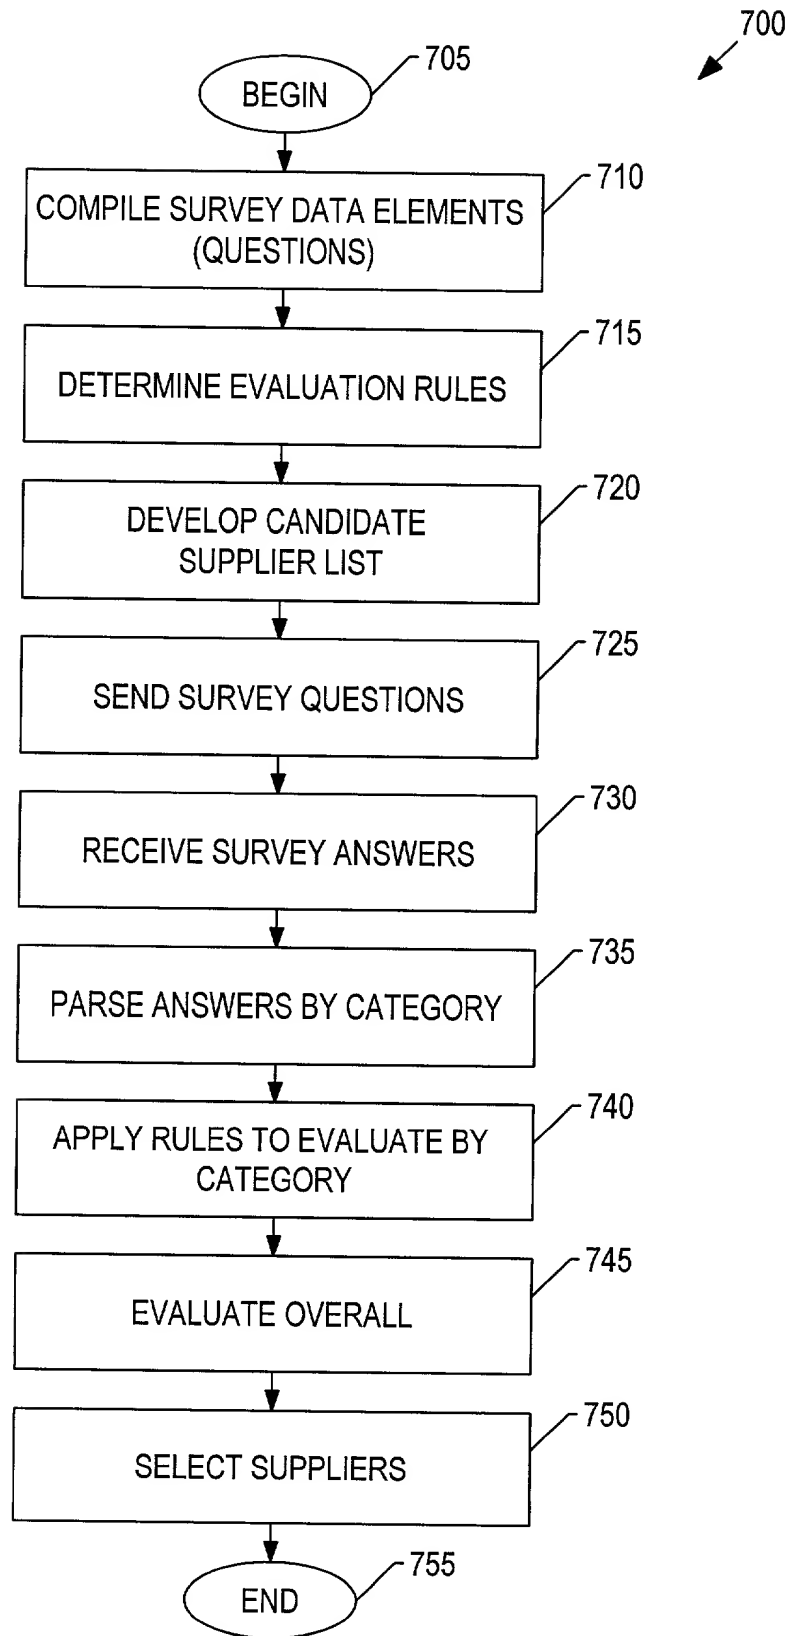 700
705
BEGIN
710
COMPILE SURVEY DATA ELEMENTS
(QUESTIONS)
715
DETERMINE EVALUATION RULES
720
DEVELOP CANDIDATE
SUPPLIER LIST
725
SEND SURVEY QUESTIONS
730
RECEIVE SURVEY ANSWERS
735
PARSE ANSWERS BY CATEGORY
740
APPLY RULES TO EVALUATE BY
CATEGORY
745
EVALUATE OVERALL
750
SELECT SUPPLIERS
755
END